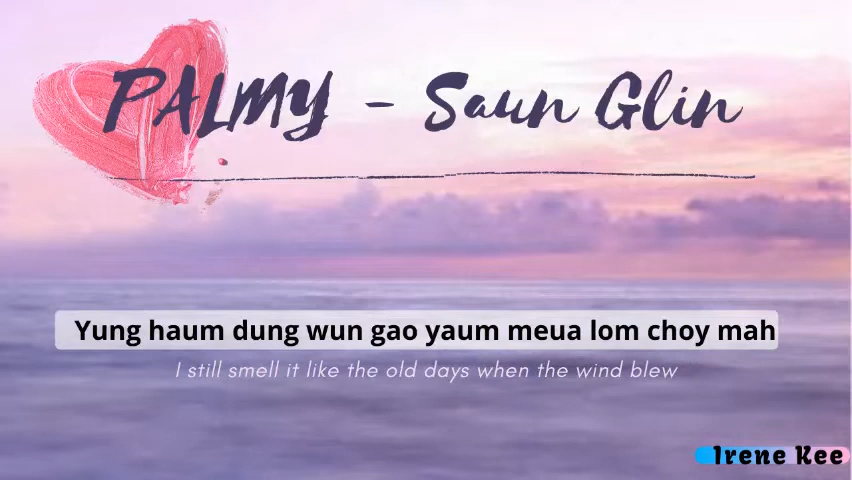 PALMY - Saun Glin
Yung haum dung wun gao yaum meua lom choy mah
I still smell it like the old days when the wind blew
Irene Kee